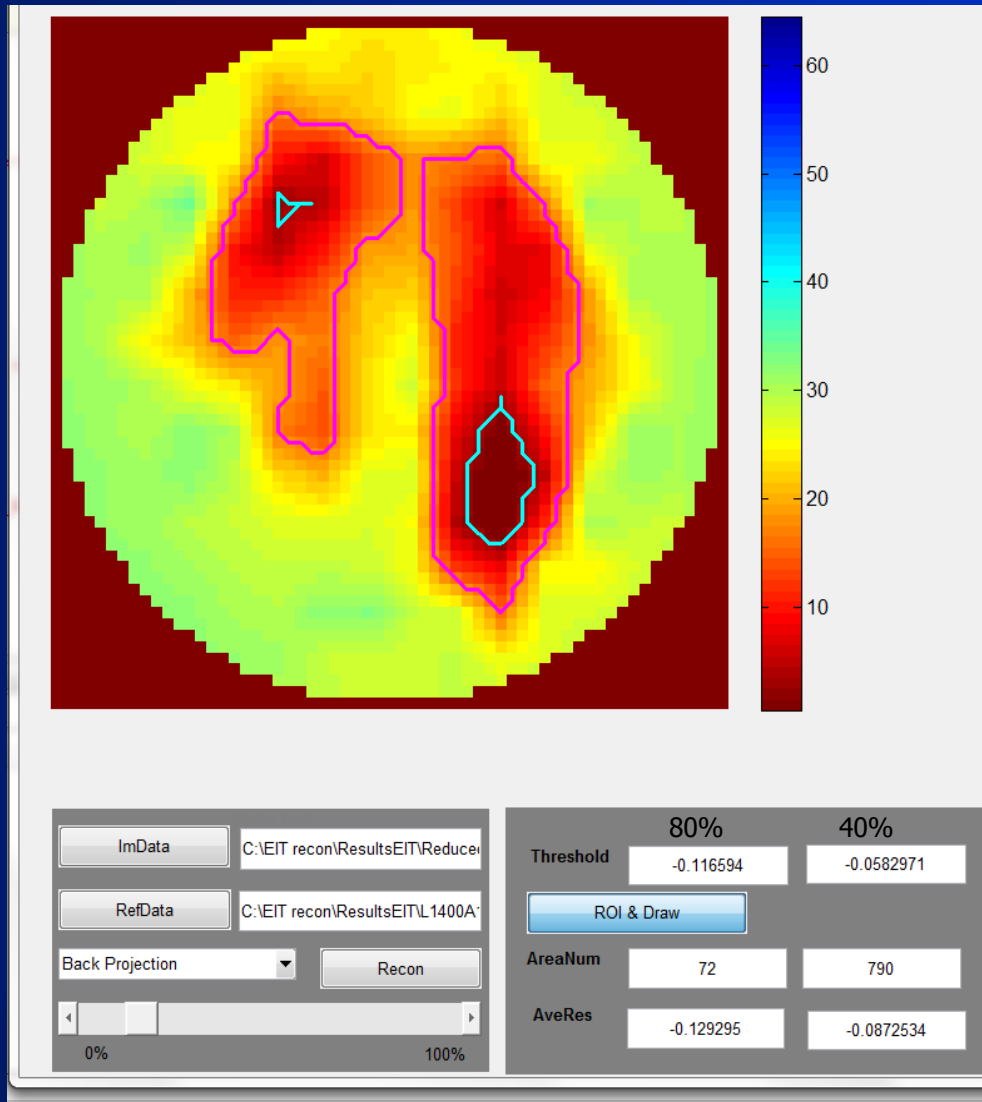 60
50
40
30
20
10
ImData C:\EIT recon\ResultsEIT\Reduce
RefData C:\EIT recon\ResultsEIT\L1400A
Back Projection Recon
0% 100%
80% 40%
Threshold -0.116594 -0.0582971
ROI & Draw
AreaNum 72 790
AveRes -0.129295 -0.0872534